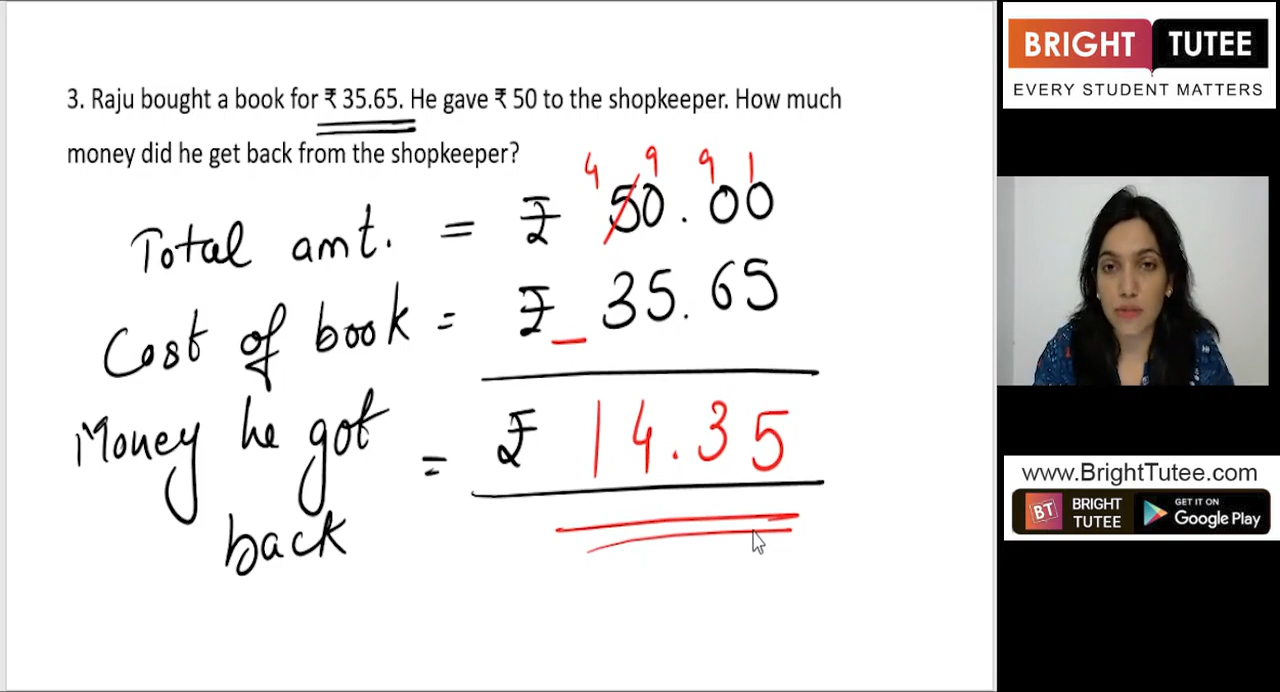 3. Raju bought a book for ₹ 35.65. He gave ₹ 50 to the shopkeeper. How much
money did he get back from the shopkeeper?
4 9 9 1
Total amt. = ₹ 50.00
Cost of book = ₹ 35.65
Money he got back = ₹ 14.35
BRIGHT TUTEE
EVERY STUDENT MATTERS
www.BrightTutee.com
BT
BRIGHT
TUTEE
GET IT ON
Google Play